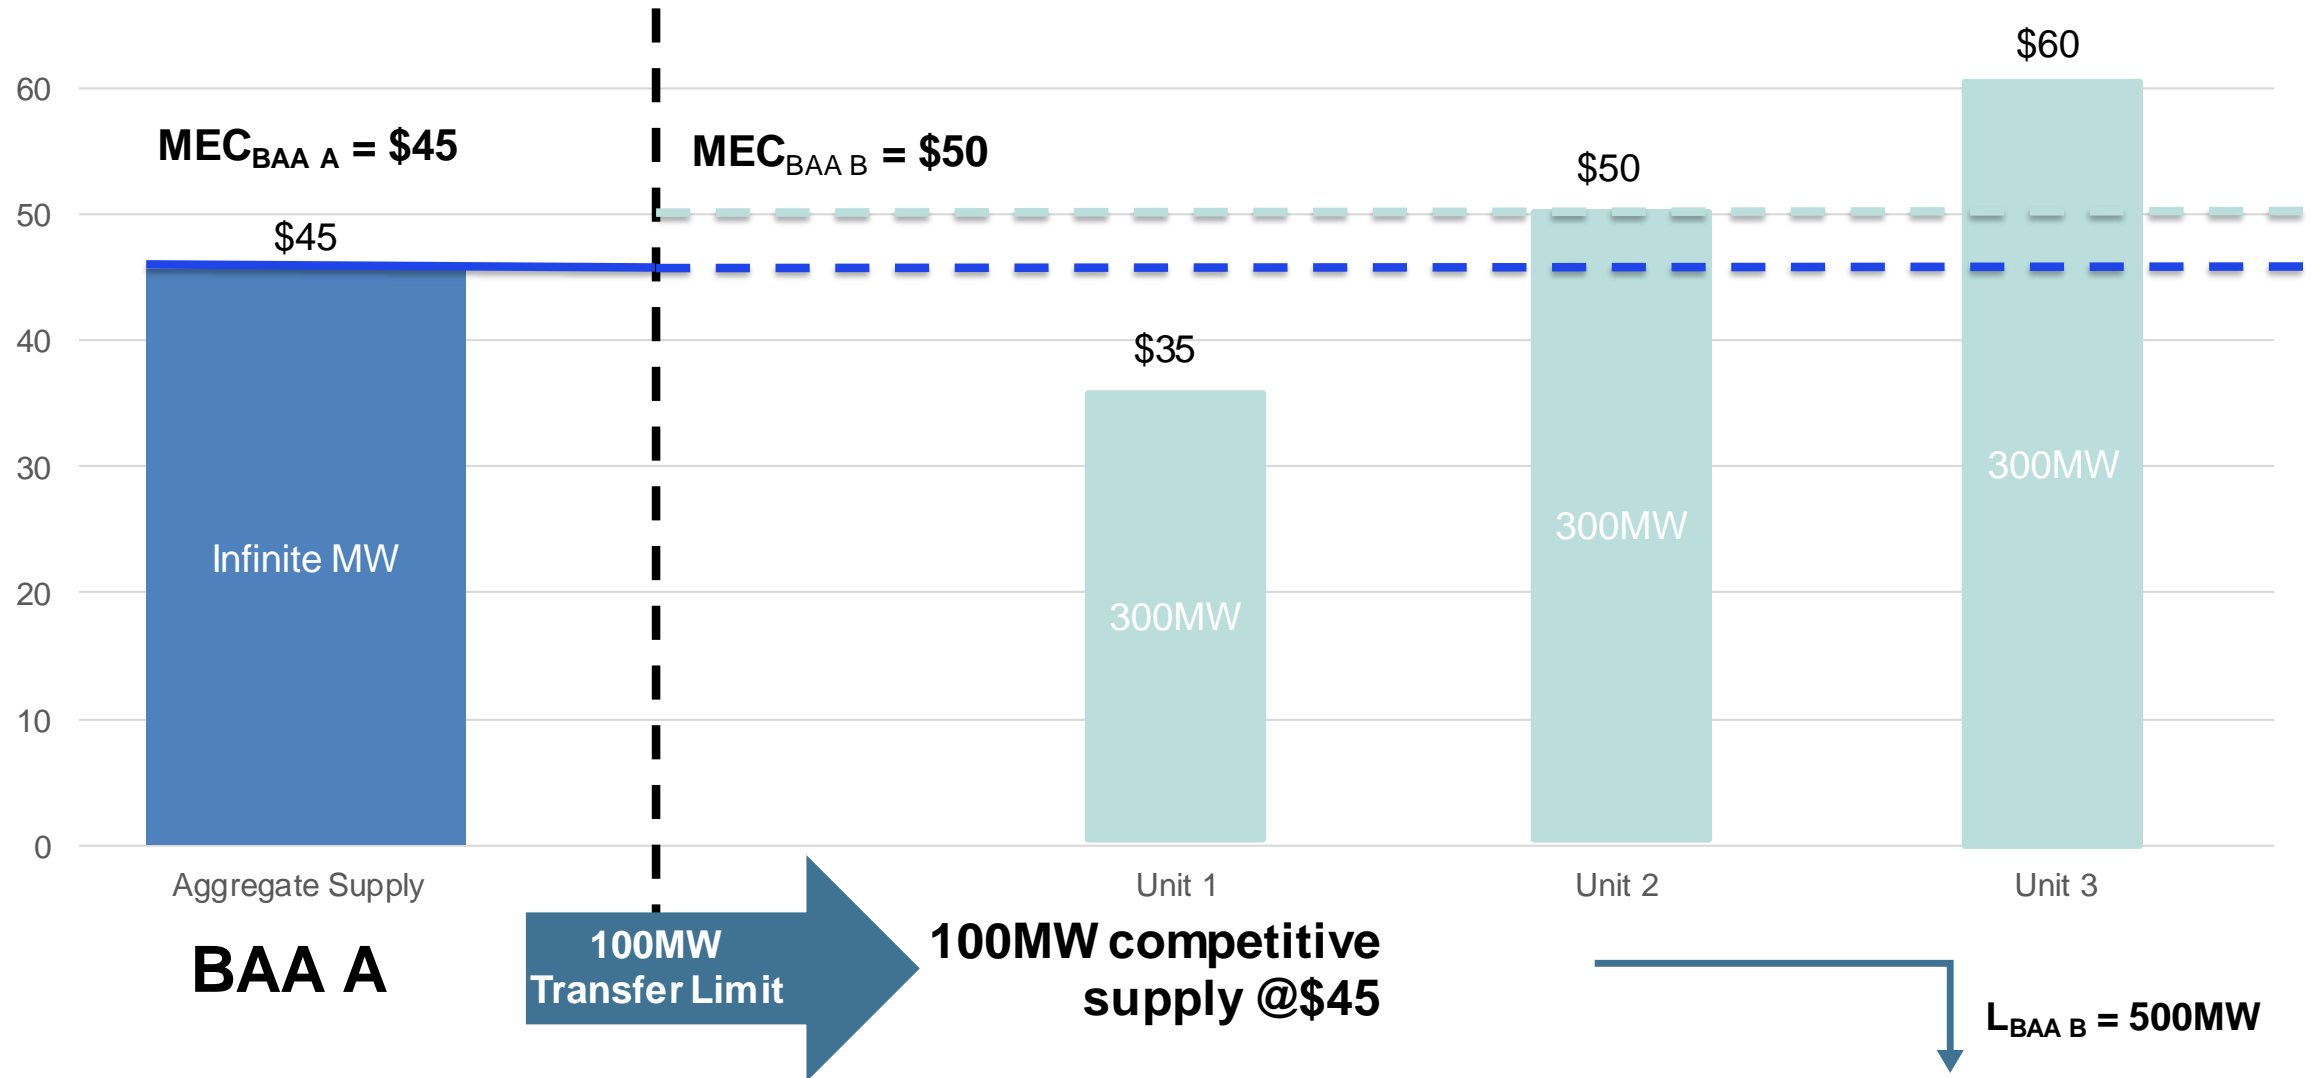 $60
60
MECBAA A = $45
MECBAA B = $50
$50
50
$45
40
$35
30
300MW
300MW
Infinite MW
20
300MW
10
0
Aggregate Supply
Unit 1
Unit 2
Unit 3
BAA A
100MW
Transfer Limit
100MW competitive
supply @$45
LBAA B = 500MW